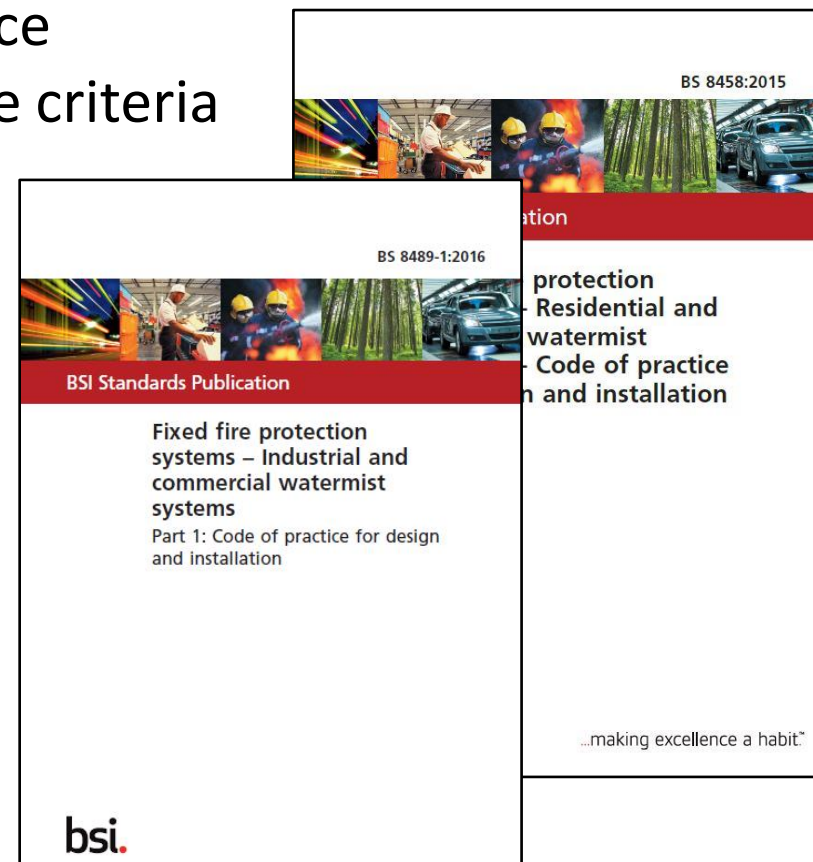 ce
e criteria
BS 8458:2015
ation
protection
- Residential and
watermist
- Code of practice
n and installation
...making excellence a habit.™
BS 8489-1:2016
BSI Standards Publication
Fixed fire protection
systems – Industrial and
commercial watermist
systems
Part 1: Code of practice for design
and installation
bsi.